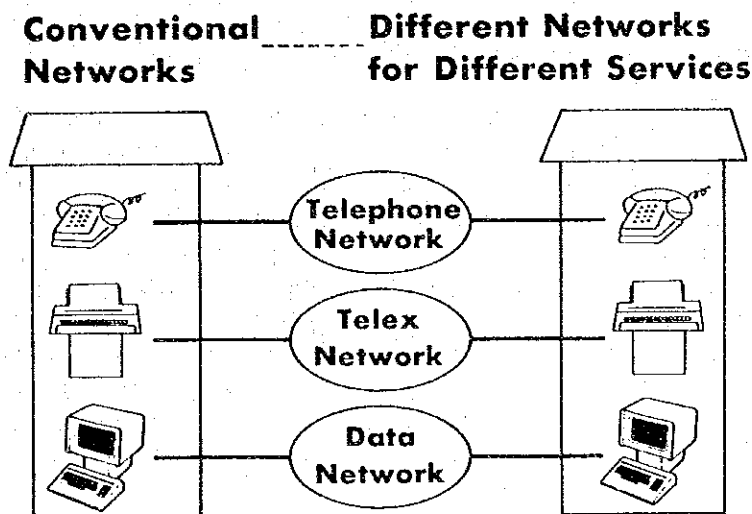 Conventional ------ Different Networks
Networks for Different Services
Telephone
Network
Telex
Network
Data
Network